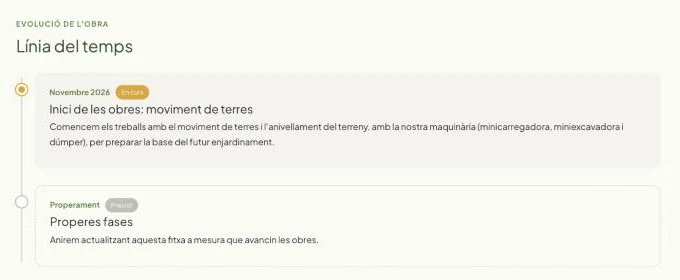 EVOLUCIÓ DE L'OBRA
Línia del temps
Novembre 2026 En curs
Inici de les obres: moviment de terres
Comencem els treballs amb el moviment de terres i l'anivellament del terreny, amb la nostra maquinària (minicarregadora, miniexcavadora i
dúmper), per preparar la base del futur enjardinament.
Properament Previst
Properes fases
Anirem actualitzant aquesta fitxa a mesura que avancin les obres.